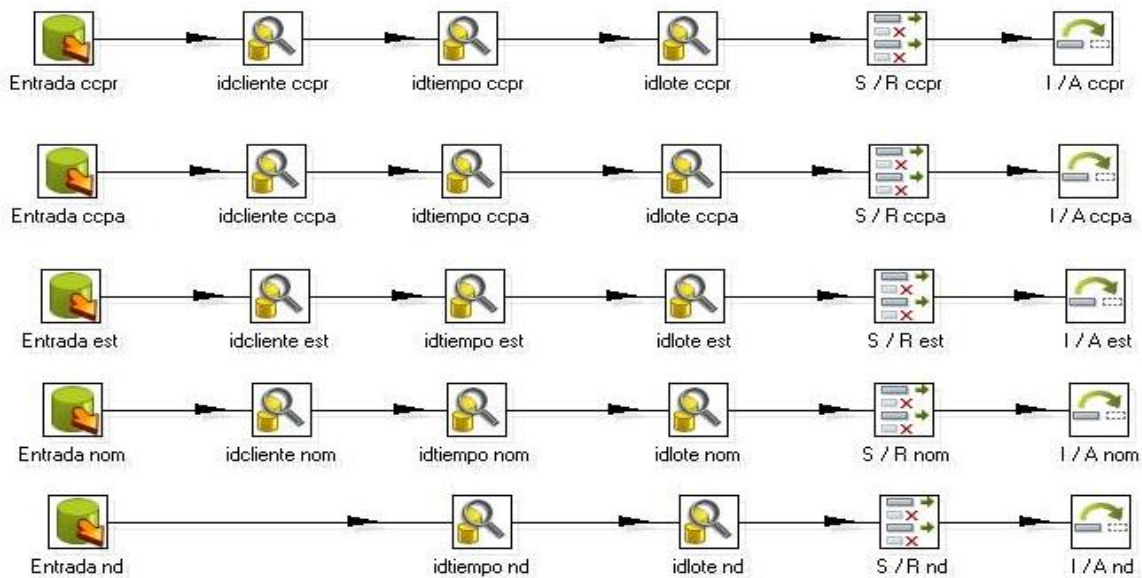 Entrada ccpr idcliente ccpr idtiempo ccpr idlote ccpr S / R ccpr I / A ccpr
Entrada ccpa idcliente ccpa idtiempo ccpa idlote ccpa S / R ccpa I / A ccpa
Entrada est idcliente est idtiempo est idlote est S / R est I / A est
Entrada nom idcliente nom idtiempo nom idlote nom S / R nom I / A nom
Entrada nd idtiempo nd idlote nd S / R nd I / A nd